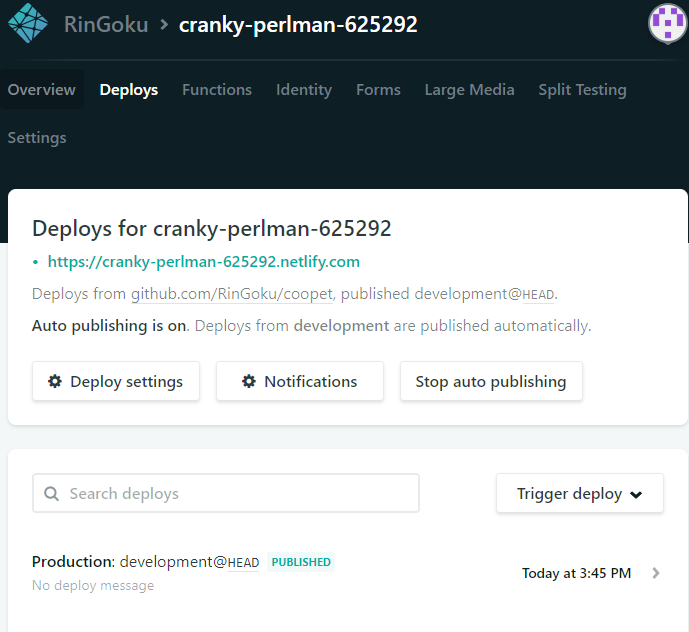 RinGoku > cranky-perlman-625292
Overview Deploys Functions Identity Forms Large Media Split Testing
Settings
Deploys for cranky-perlman-625292
• https://cranky-perlman-625292.netlify.com
Deploys from github.com/RinGoku/coopet, published development@HEAD.
Auto publishing is on. Deploys from development are published automatically.
Deploy settings Notifications Stop auto publishing
Search deploys Trigger deploy
Production: development@HEAD PUBLISHED
Today at 3:45 PM
No deploy message